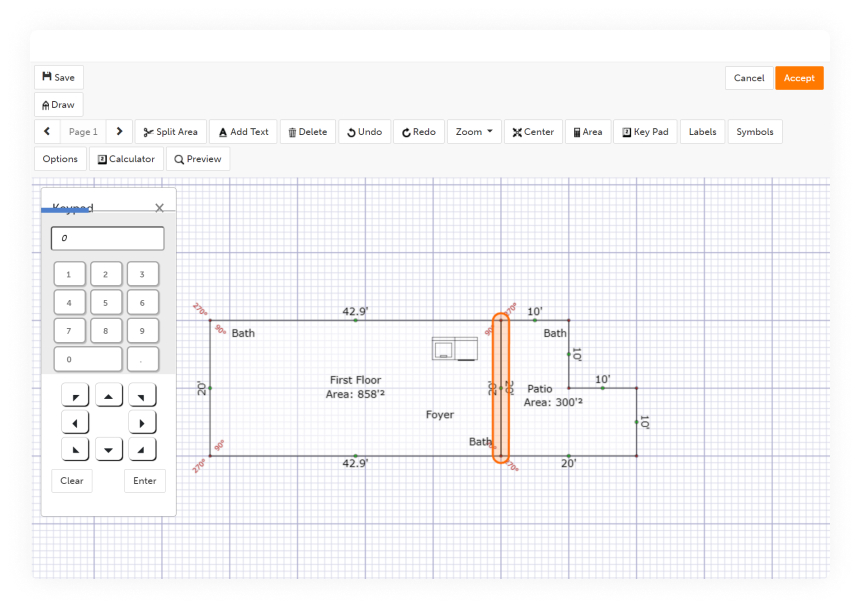 Save
Cancel
Accept
Draw
Page 1
Split Area
Add Text
Delete
Undo
Redo
Zoom
Center
Area
Key Pad
Labels
Symbols
Options
Calculator
Preview
Keypad
0
1 2 3
4 5 6
7 8 9
0 .
Clear
Enter
270°
42.9'
270°
10'
90°
Bath
90°
Bath
10'
20'
First Floor
Area: 858'²
20'
20'
Patio
Area: 300'²
10'
Foyer
10'
90°
Bath
270°
42.9'
270°
20'